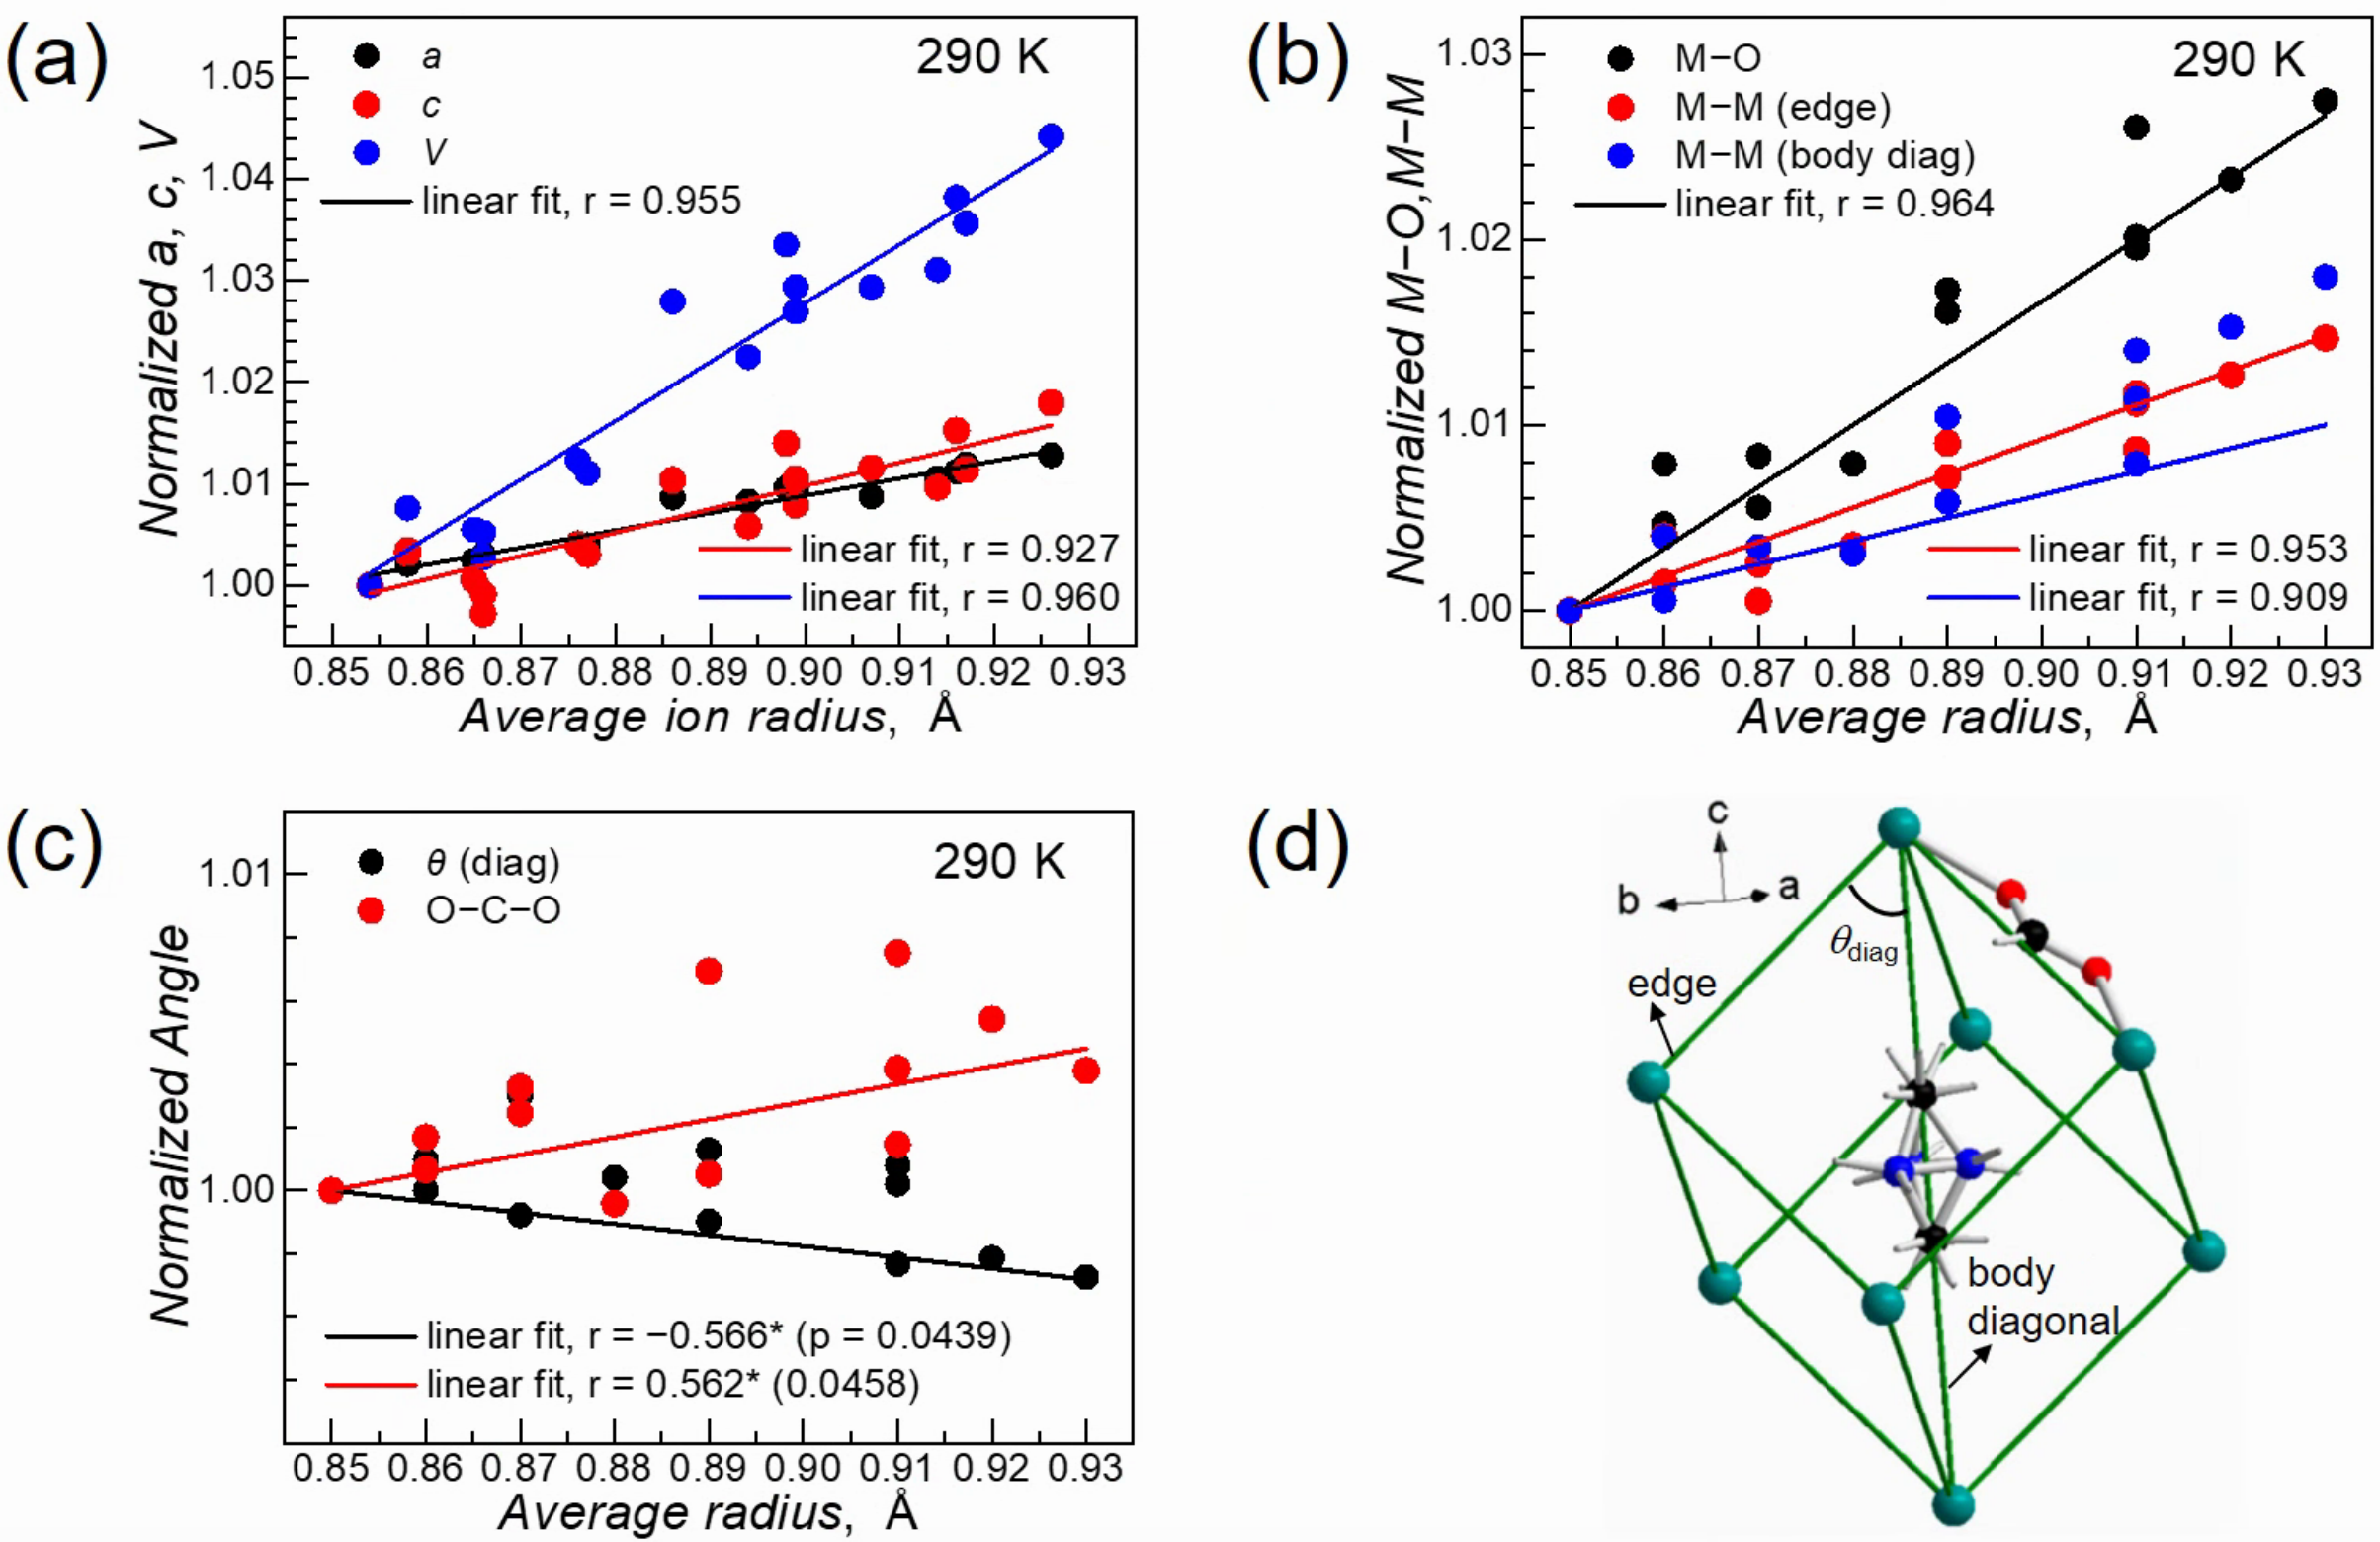 (a)
290 K
a
c
V
linear fit, r = 0.955
Normalized a, c, V
1.05
1.04
1.03
1.02
1.01
1.00
linear fit, r = 0.927
linear fit, r = 0.960
0.85 0.86 0.87 0.88 0.89 0.90 0.91 0.92 0.93
Average ion radius, Å
(b)
290 K
M−O
M−M (edge)
M−M (body diag)
linear fit, r = 0.964
Normalized M−O,M−M
1.03
1.02
1.01
1.00
linear fit, r = 0.953
linear fit, r = 0.909
0.85 0.86 0.87 0.88 0.89 0.90 0.91 0.92 0.93
Average radius, Å
(c)
290 K
θ (diag)
O−C−O
Normalized Angle
1.01
1.00
linear fit, r = −0.566* (p = 0.0439)
linear fit, r = 0.562* (0.0458)
0.85 0.86 0.87 0.88 0.89 0.90 0.91 0.92 0.93
Average radius, Å
(d)
c
b
a
θdiag
edge
body
diagonal